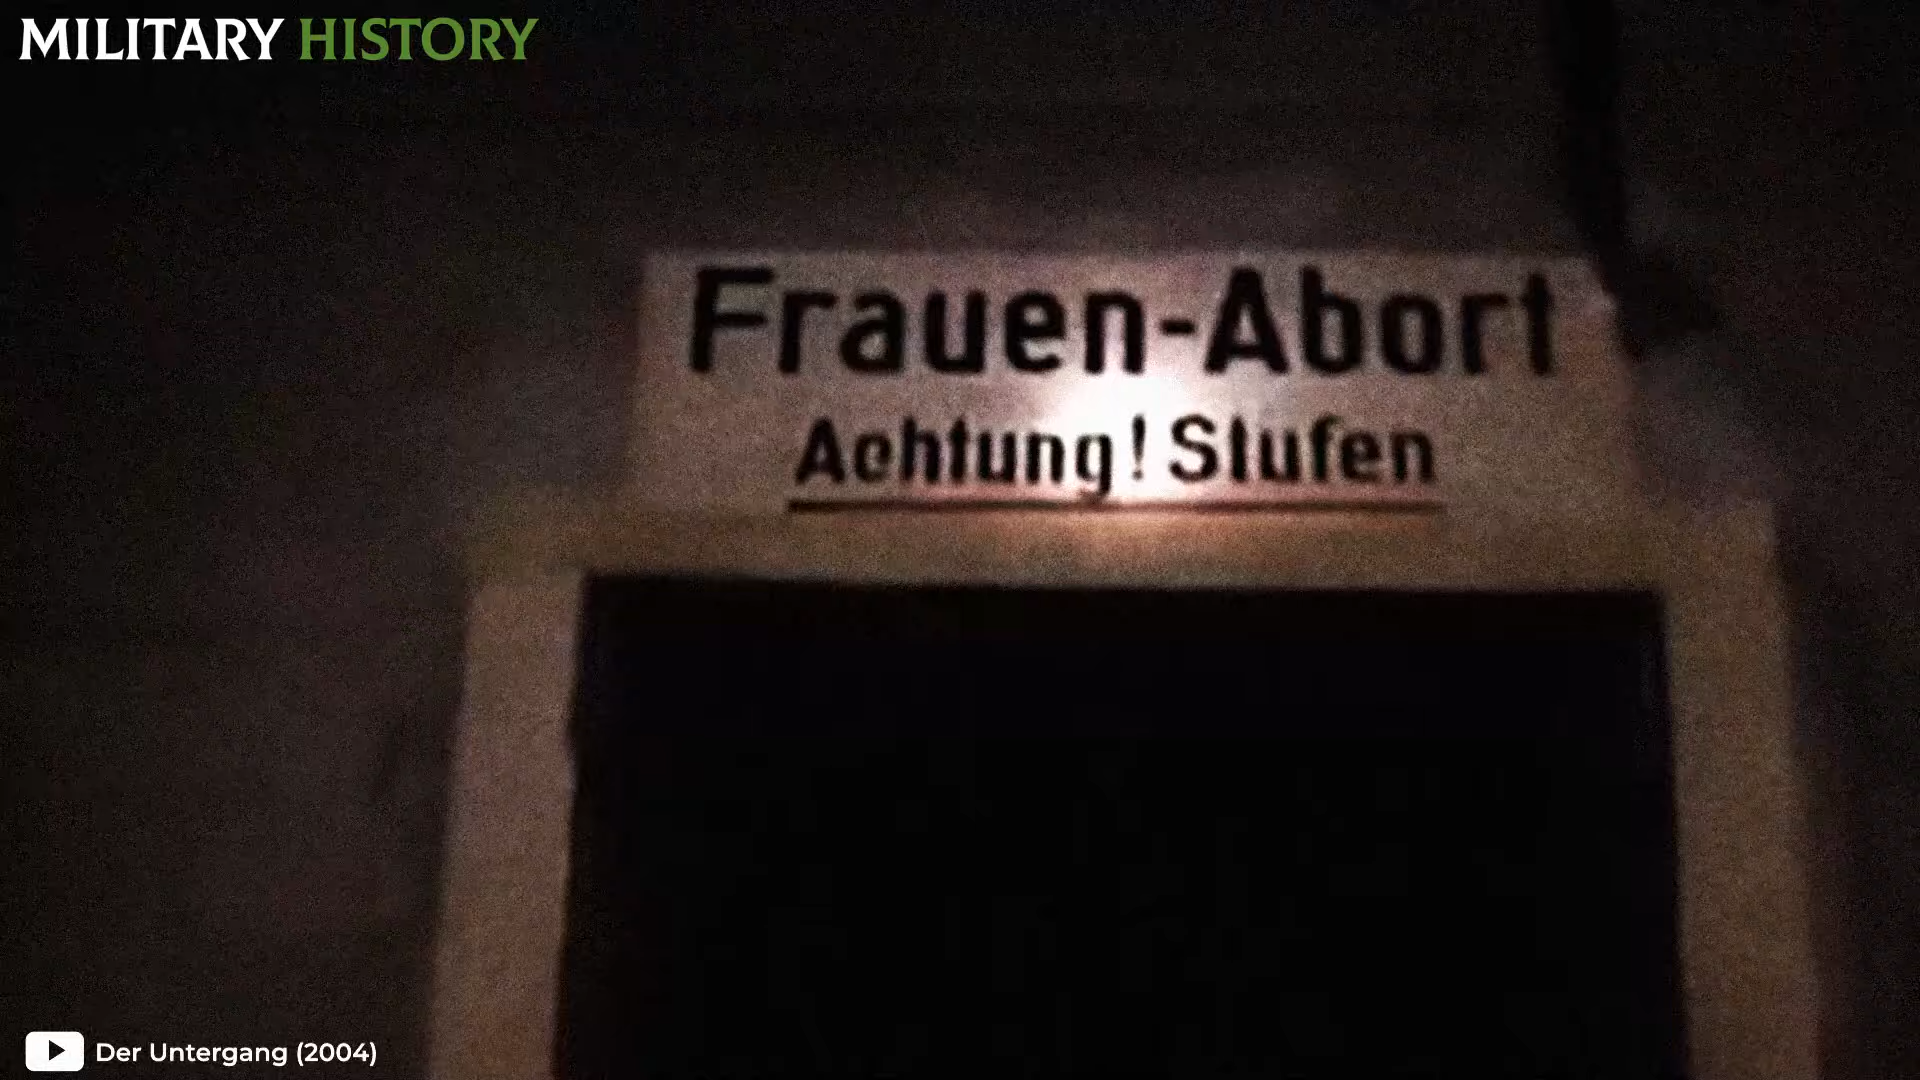 MILITARY HISTORY
Frauen-Abort
Achtung! Stufen
Der Untergang (2004)